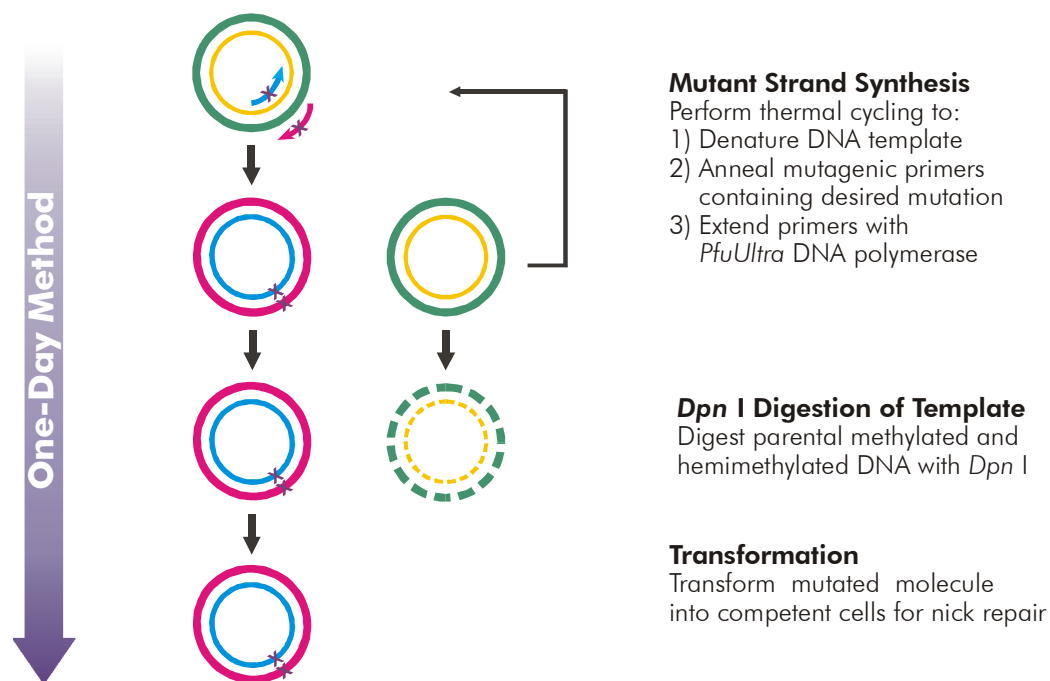 One-Day Method
Mutant Strand Synthesis
Perform thermal cycling to:
1) Denature DNA template
2) Anneal mutagenic primers
containing desired mutation
3) Extend primers with
PfuUltra DNA polymerase
Dpn I Digestion of Template
Digest parental methylated and
hemimethylated DNA with Dpn I
Transformation
Transform mutated molecule
into competent cells for nick repair